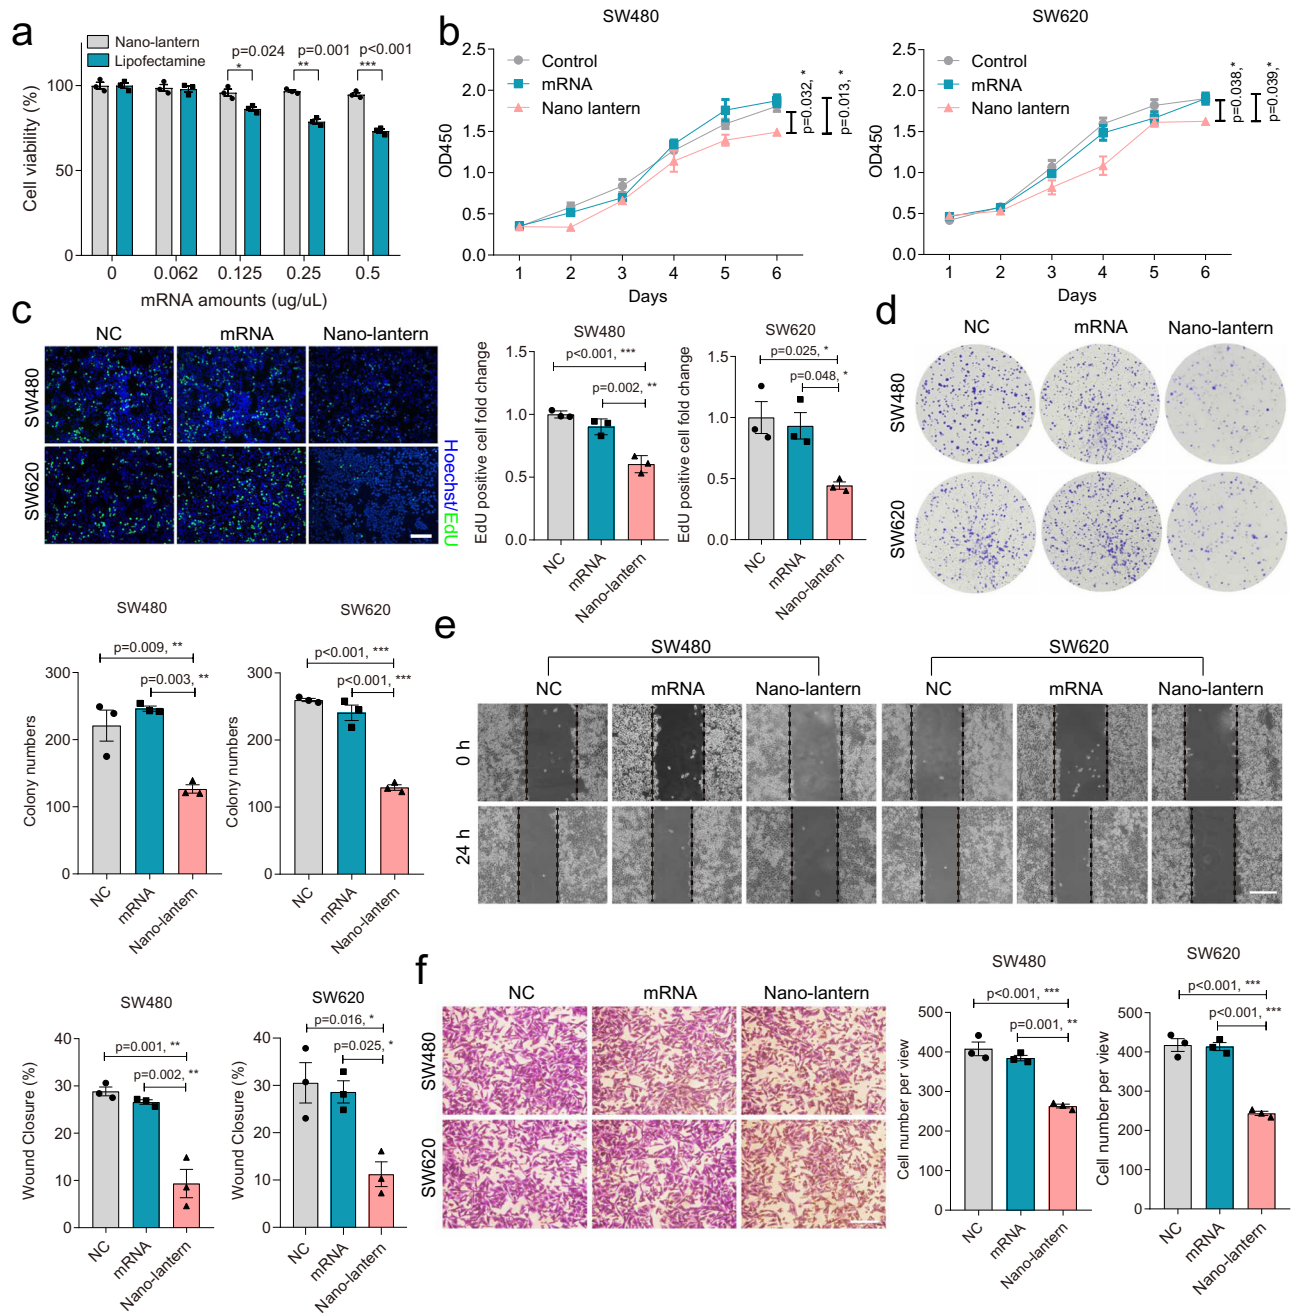 a
Nano-lantern
Lipofectamine
p=0.024
*
p=0.001
**
p<0.001
***
Cell viability (%)
100
50
0
0 0.062 0.125 0.25 0.5
mRNA amounts (ug/uL)
b
SW480
OD450
2.5
2.0
1.5
1.0
0.5
0.0
Control
mRNA
Nano lantern
p=0.032, *
p=0.013, *
1 2 3 4 5 6
Days
SW620
OD450
2.5
2.0
1.5
1.0
0.5
0.0
Control
mRNA
Nano lantern
p=0.038, *
p=0.039, *
1 2 3 4 5 6
Days
c
NC mRNA Nano-lantern
SW480
SW620
Hoechst/EdU
SW480
EdU positive cell fold change
1.5
1.0
0.5
0.0
p<0.001, ***
p=0.002, **
NC mRNA Nano-lantern
SW620
EdU positive cell fold change
1.5
1.0
0.5
0.0
p=0.025, *
p=0.048, *
NC mRNA Nano-lantern
d
NC mRNA Nano-lantern
SW480
SW620
SW480
Colony numbers
300
200
100
0
p=0.009, **
p=0.003, **
NC mRNA Nano-lantern
SW620
Colony numbers
300
200
100
0
p<0.001, ***
p<0.001, ***
NC mRNA Nano-lantern
e
SW480 SW620
NC mRNA Nano-lantern NC mRNA Nano-lantern
0 h
24 h
SW480
Wound Closure (%)
40
30
20
10
0
p=0.001, **
p=0.002, **
NC mRNA Nano-lantern
SW620
Wound Closure (%)
40
30
20
10
0
p=0.016, *
p=0.025, *
NC mRNA Nano-lantern
f
NC mRNA Nano-lantern
SW480
SW620
SW480
Cell number per view
500
400
300
200
100
0
p<0.001, ***
p=0.001, **
NC mRNA Nano-lantern
SW620
Cell number per view
500
400
300
200
100
0
p<0.001, ***
p<0.001, ***
NC mRNA Nano-lantern